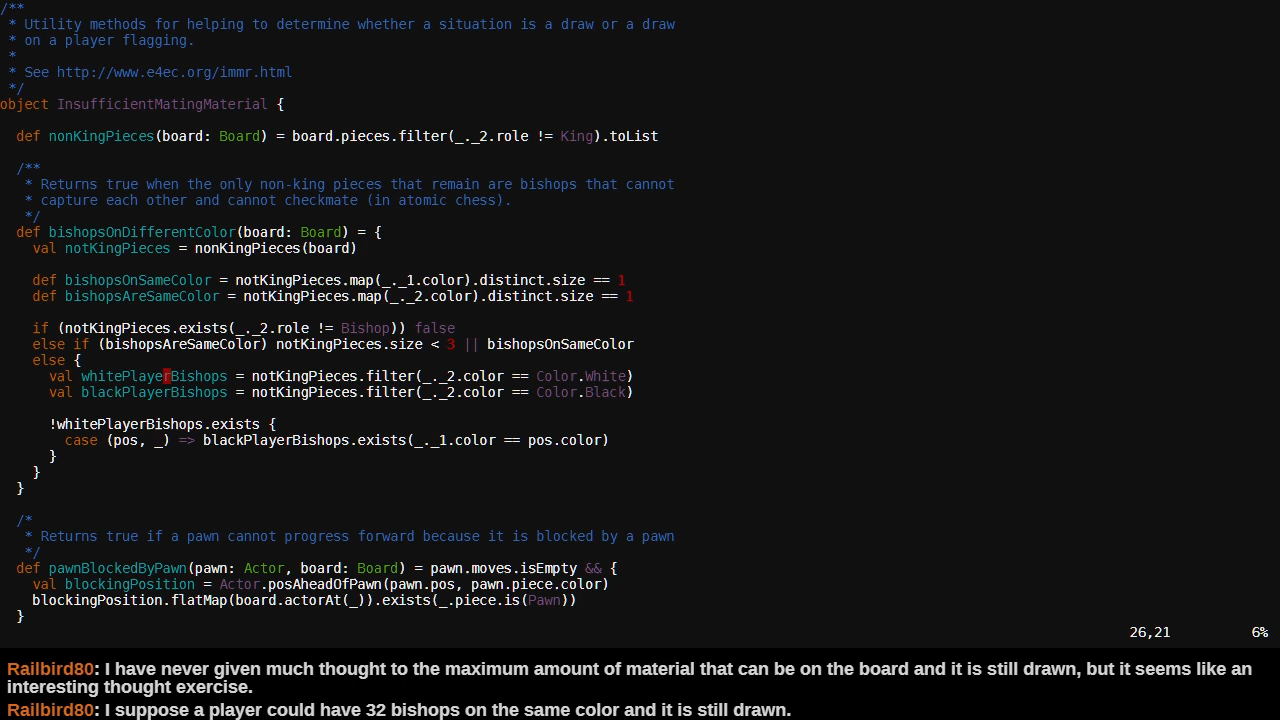 /**
 * Utility methods for helping to determine whether a situation is a draw or a draw
 * on a player flagging.
 *
 * See http://www.e4ec.org/immr.html
 */
object InsufficientMatingMaterial {

  def nonKingPieces(board: Board) = board.pieces.filter(_._2.role != King).toList

  /**
   * Returns true when the only non-king pieces that remain are bishops that cannot
   * capture each other and cannot checkmate (in atomic chess).
   */
  def bishopsOnDifferentColor(board: Board) = {
    val notKingPieces = nonKingPieces(board)

    def bishopsOnSameColor = notKingPieces.map(_._1.color).distinct.size == 1
    def bishopsAreSameColor = notKingPieces.map(_._2.color).distinct.size == 1

    if (notKingPieces.exists(_._2.role != Bishop)) false
    else if (bishopsAreSameColor) notKingPieces.size < 3 || bishopsOnSameColor
    else {
      val whitePlayerBishops = notKingPieces.filter(_._2.color == Color.White)
      val blackPlayerBishops = notKingPieces.filter(_._2.color == Color.Black)

      !whitePlayerBishops.exists {
        case (pos, _) => blackPlayerBishops.exists(_._1.color == pos.color)
      }
    }
  }

  /*
   * Returns true if a pawn cannot progress forward because it is blocked by a pawn
   */
  def pawnBlockedByPawn(pawn: Actor, board: Board) = pawn.moves.isEmpty && {
    val blockingPosition = Actor.posAheadOfPawn(pawn.pos, pawn.piece.color)
    blockingPosition.flatMap(board.actorAt(_)).exists(_.piece.is(Pawn))
  }
26,21 6%
Railbird80: I have never given much thought to the maximum amount of material that can be on the board and it is still drawn, but it seems like an
interesting thought exercise.
Railbird80: I suppose a player could have 32 bishops on the same color and it is still drawn.